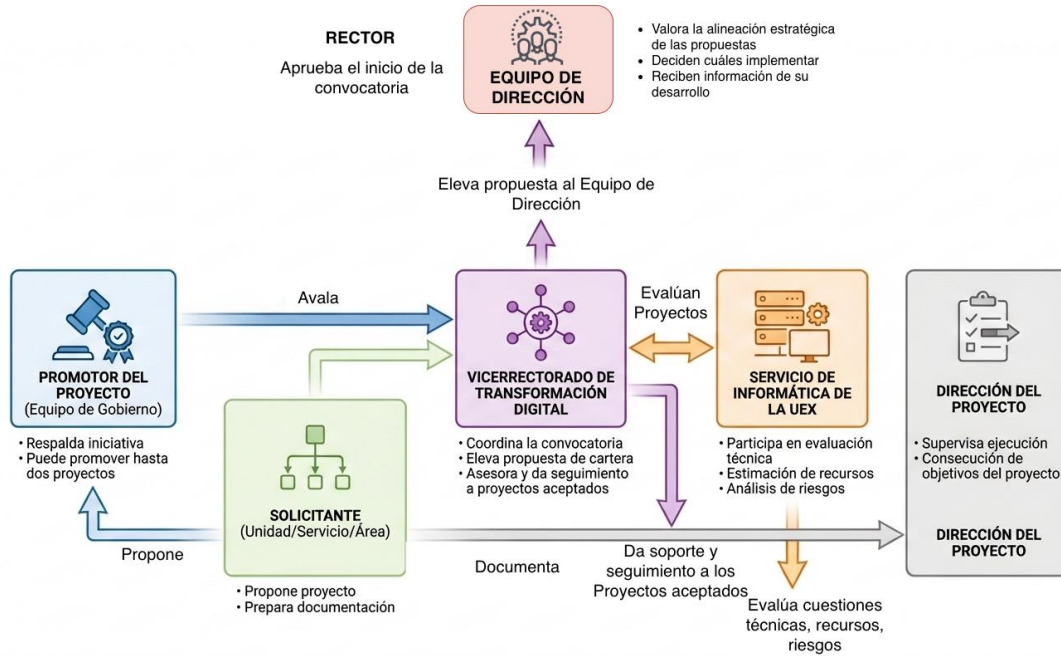 RECTOR
Aprueba el inicio de la
convocatoria
EQUIPO DE
DIRECCIÓN
• Valora la alineación estratégica
de las propuestas
• Deciden cuáles implementar
• Reciben información de su
desarrollo
Eleva propuesta al Equipo de
Dirección
PROMOTOR DEL
PROYECTO
(Equipo de Gobierno)
• Respalda iniciativa
• Puede promover hasta
dos proyectos
Avala
VICERRECTORADO DE
TRANSFORMACIÓN
DIGITAL
• Coordina la convocatoria
• Eleva propuesta de cartera
• Asesora y da seguimiento
a proyectos aceptados
Evalúan
Proyectos
SERVICIO DE
INFORMÁTICA DE
LA UEX
• Participa en evaluación
técnica
• Estimación de recursos
• Análisis de riesgos
DIRECCIÓN DEL
PROYECTO
• Supervisa ejecución
• Consecución de
objetivos del proyecto
DIRECCIÓN DEL
PROYECTO
SOLICITANTE
(Unidad/Servicio/Área)
• Propone proyecto
• Prepara documentación
Propone
Documenta
Da soporte y
seguimiento a los
Proyectos aceptados
Evalúa cuestiones
técnicas, recursos,
riesgos